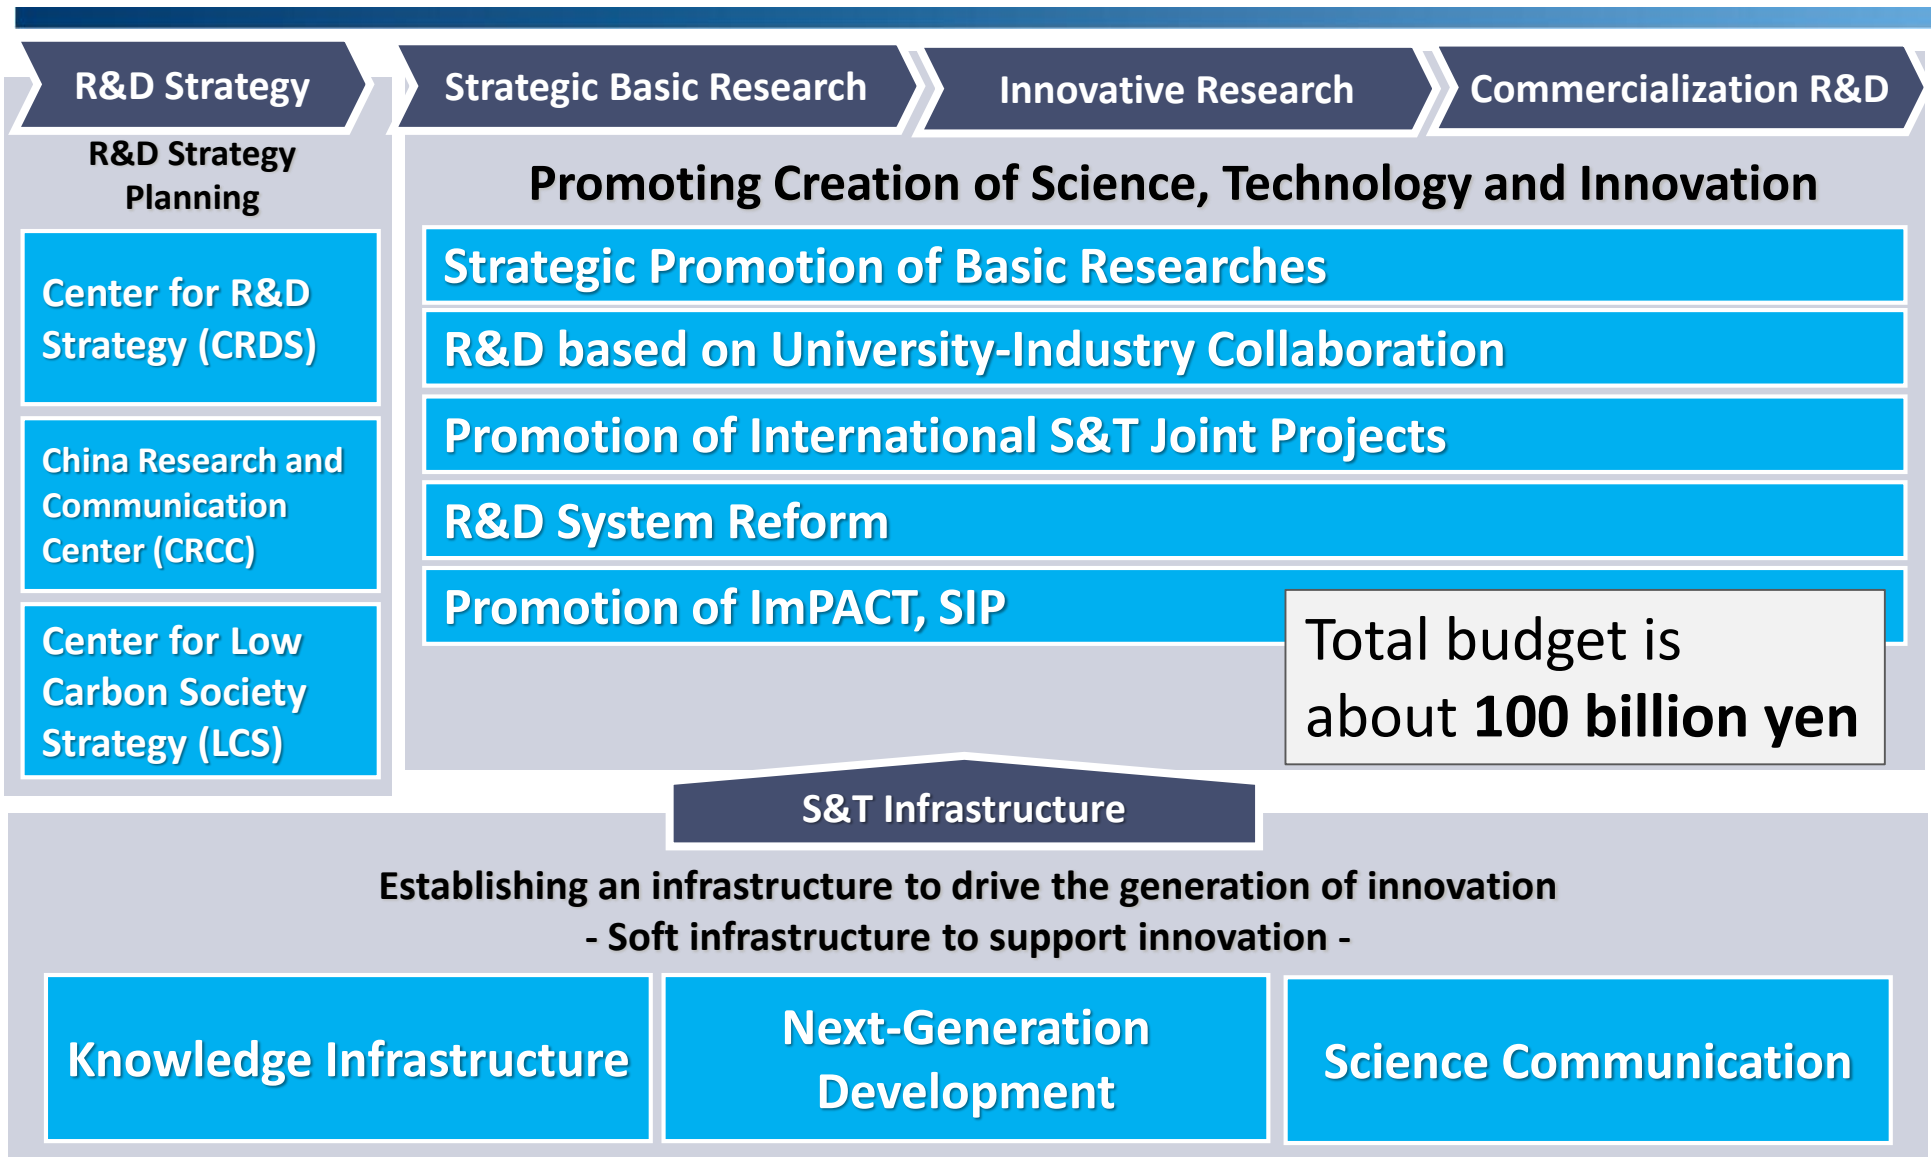 R&D Strategy
Strategic Basic Research
Innovative Research
Commercialization R&D
R&D Strategy
Planning
Center for R&D
Strategy (CRDS)
China Research and
Communication
Center (CRCC)
Center for Low
Carbon Society
Strategy (LCS)
Promoting Creation of Science, Technology and Innovation
Strategic Promotion of Basic Researches
R&D based on University-Industry Collaboration
Promotion of International S&T Joint Projects
R&D System Reform
Promotion of ImPACT, SIP
Total budget is
about 100 billion yen
S&T Infrastructure
Establishing an infrastructure to drive the generation of innovation
- Soft infrastructure to support innovation -
Knowledge Infrastructure
Next-Generation
Development
Science Communication